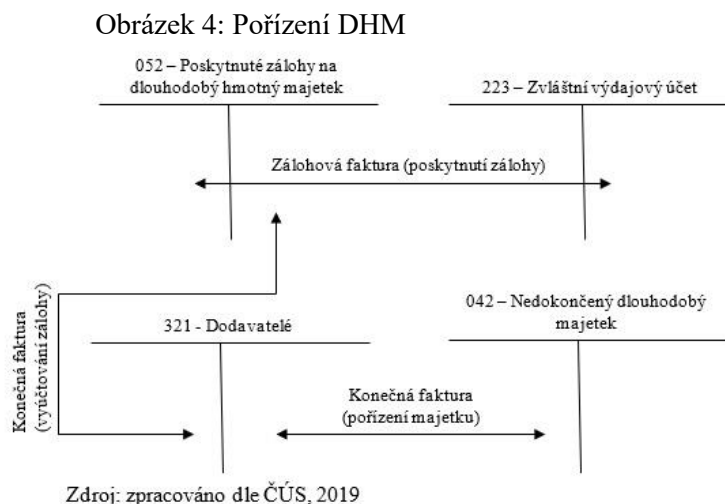 Obrázek 4: Pořízení DHM
052 – Poskytnuté zálohy na
dlouhodobý hmotný majetek
223 – Zvláštní výdajový účet
Zálohová faktura (poskytnutí zálohy)
Konečná faktura
(vyúčtování zálohy)
321 - Dodavatelé
042 – Nedokončený dlouhodobý
majetek
Konečná faktura
(pořízení majetku)
Zdroj: zpracováno dle ČÚS, 2019